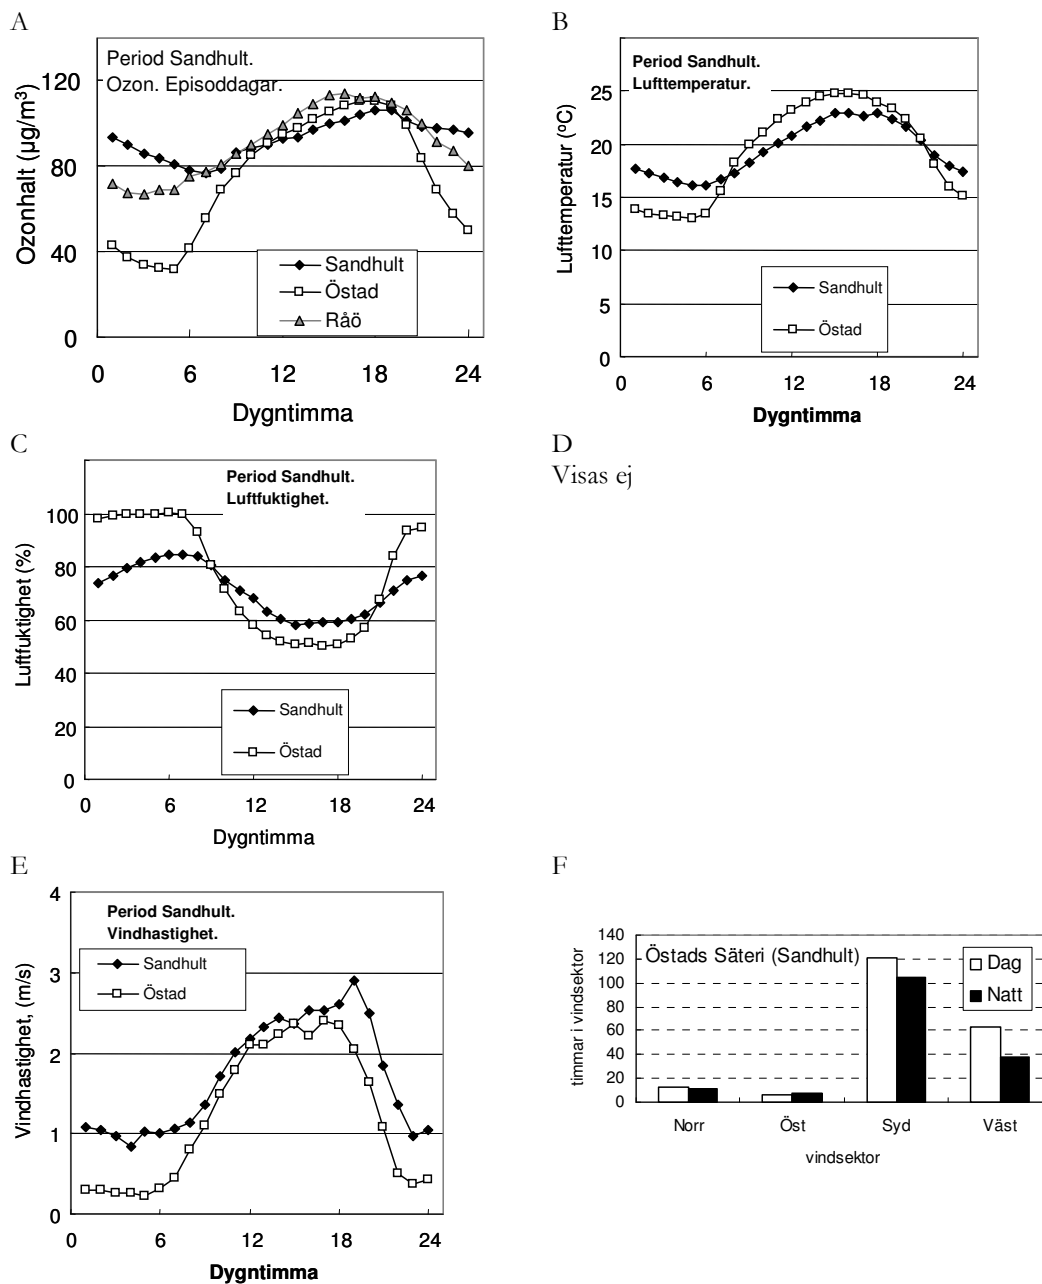 A
Period Sandhult.
Ozon. Episoddagar.
Ozonhalt (µg/m³)
120
80
40
0
Sandhult
Östad
Råö
0 6 12 18 24
Dygntimma
B
Period Sandhult.
Lufttemperatur.
Lufttemperatur (ºC)
25
20
15
10
5
0
Sandhult
Östad
0 6 12 18 24
Dygntimma
C
Period Sandhult.
Luftfuktighet.
Luftfuktighet (%)
100
80
60
40
20
0
Sandhult
Östad
0 6 12 18 24
Dygntimma
D
Visas ej
E
Period Sandhult.
Vindhastighet.
Vindhastighet, (m/s)
4
3
2
1
0
Sandhult
Östad
0 6 12 18 24
Dygntimma
F
Östads Säteri (Sandhult)
timmar i vindsektor
140
120
100
80
60
40
20
0
Dag
Natt
Norr Öst Syd Väst
vindsektor